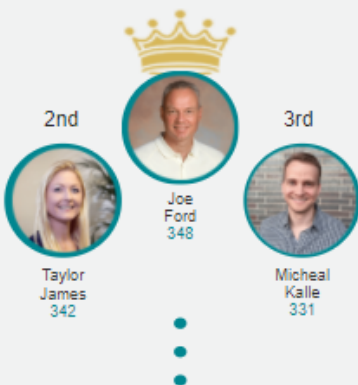 2nd
3rd
Joe
Ford
348
Taylor
James
342
Micheal
Kalle
331